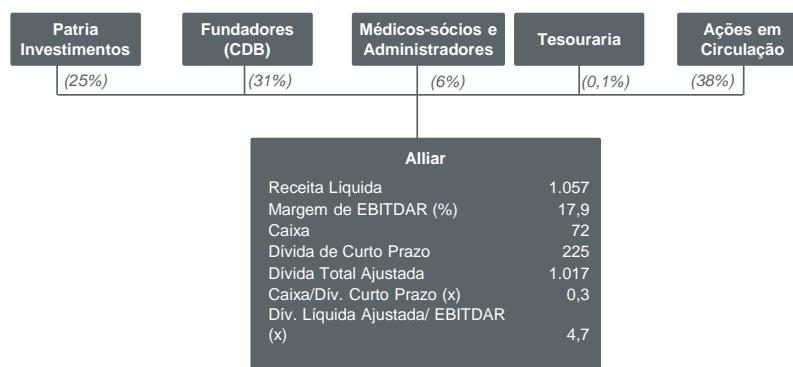 Patria
Investimentos
Fundadores
(CDB)
Médicos-sócios e
Administradores
Tesouraria
Ações em
Circulação
(25%)
(31%)
(6%)
(0,1%)
(38%)
Alliar
Receita Líquida 1.057
Margem de EBITDAR (%) 17,9
Caixa 72
Dívida de Curto Prazo 225
Dívida Total Ajustada 1.017
Caixa/Dív. Curto Prazo (x) 0,3
Dív. Líquida Ajustada/ EBITDAR
(x) 4,7